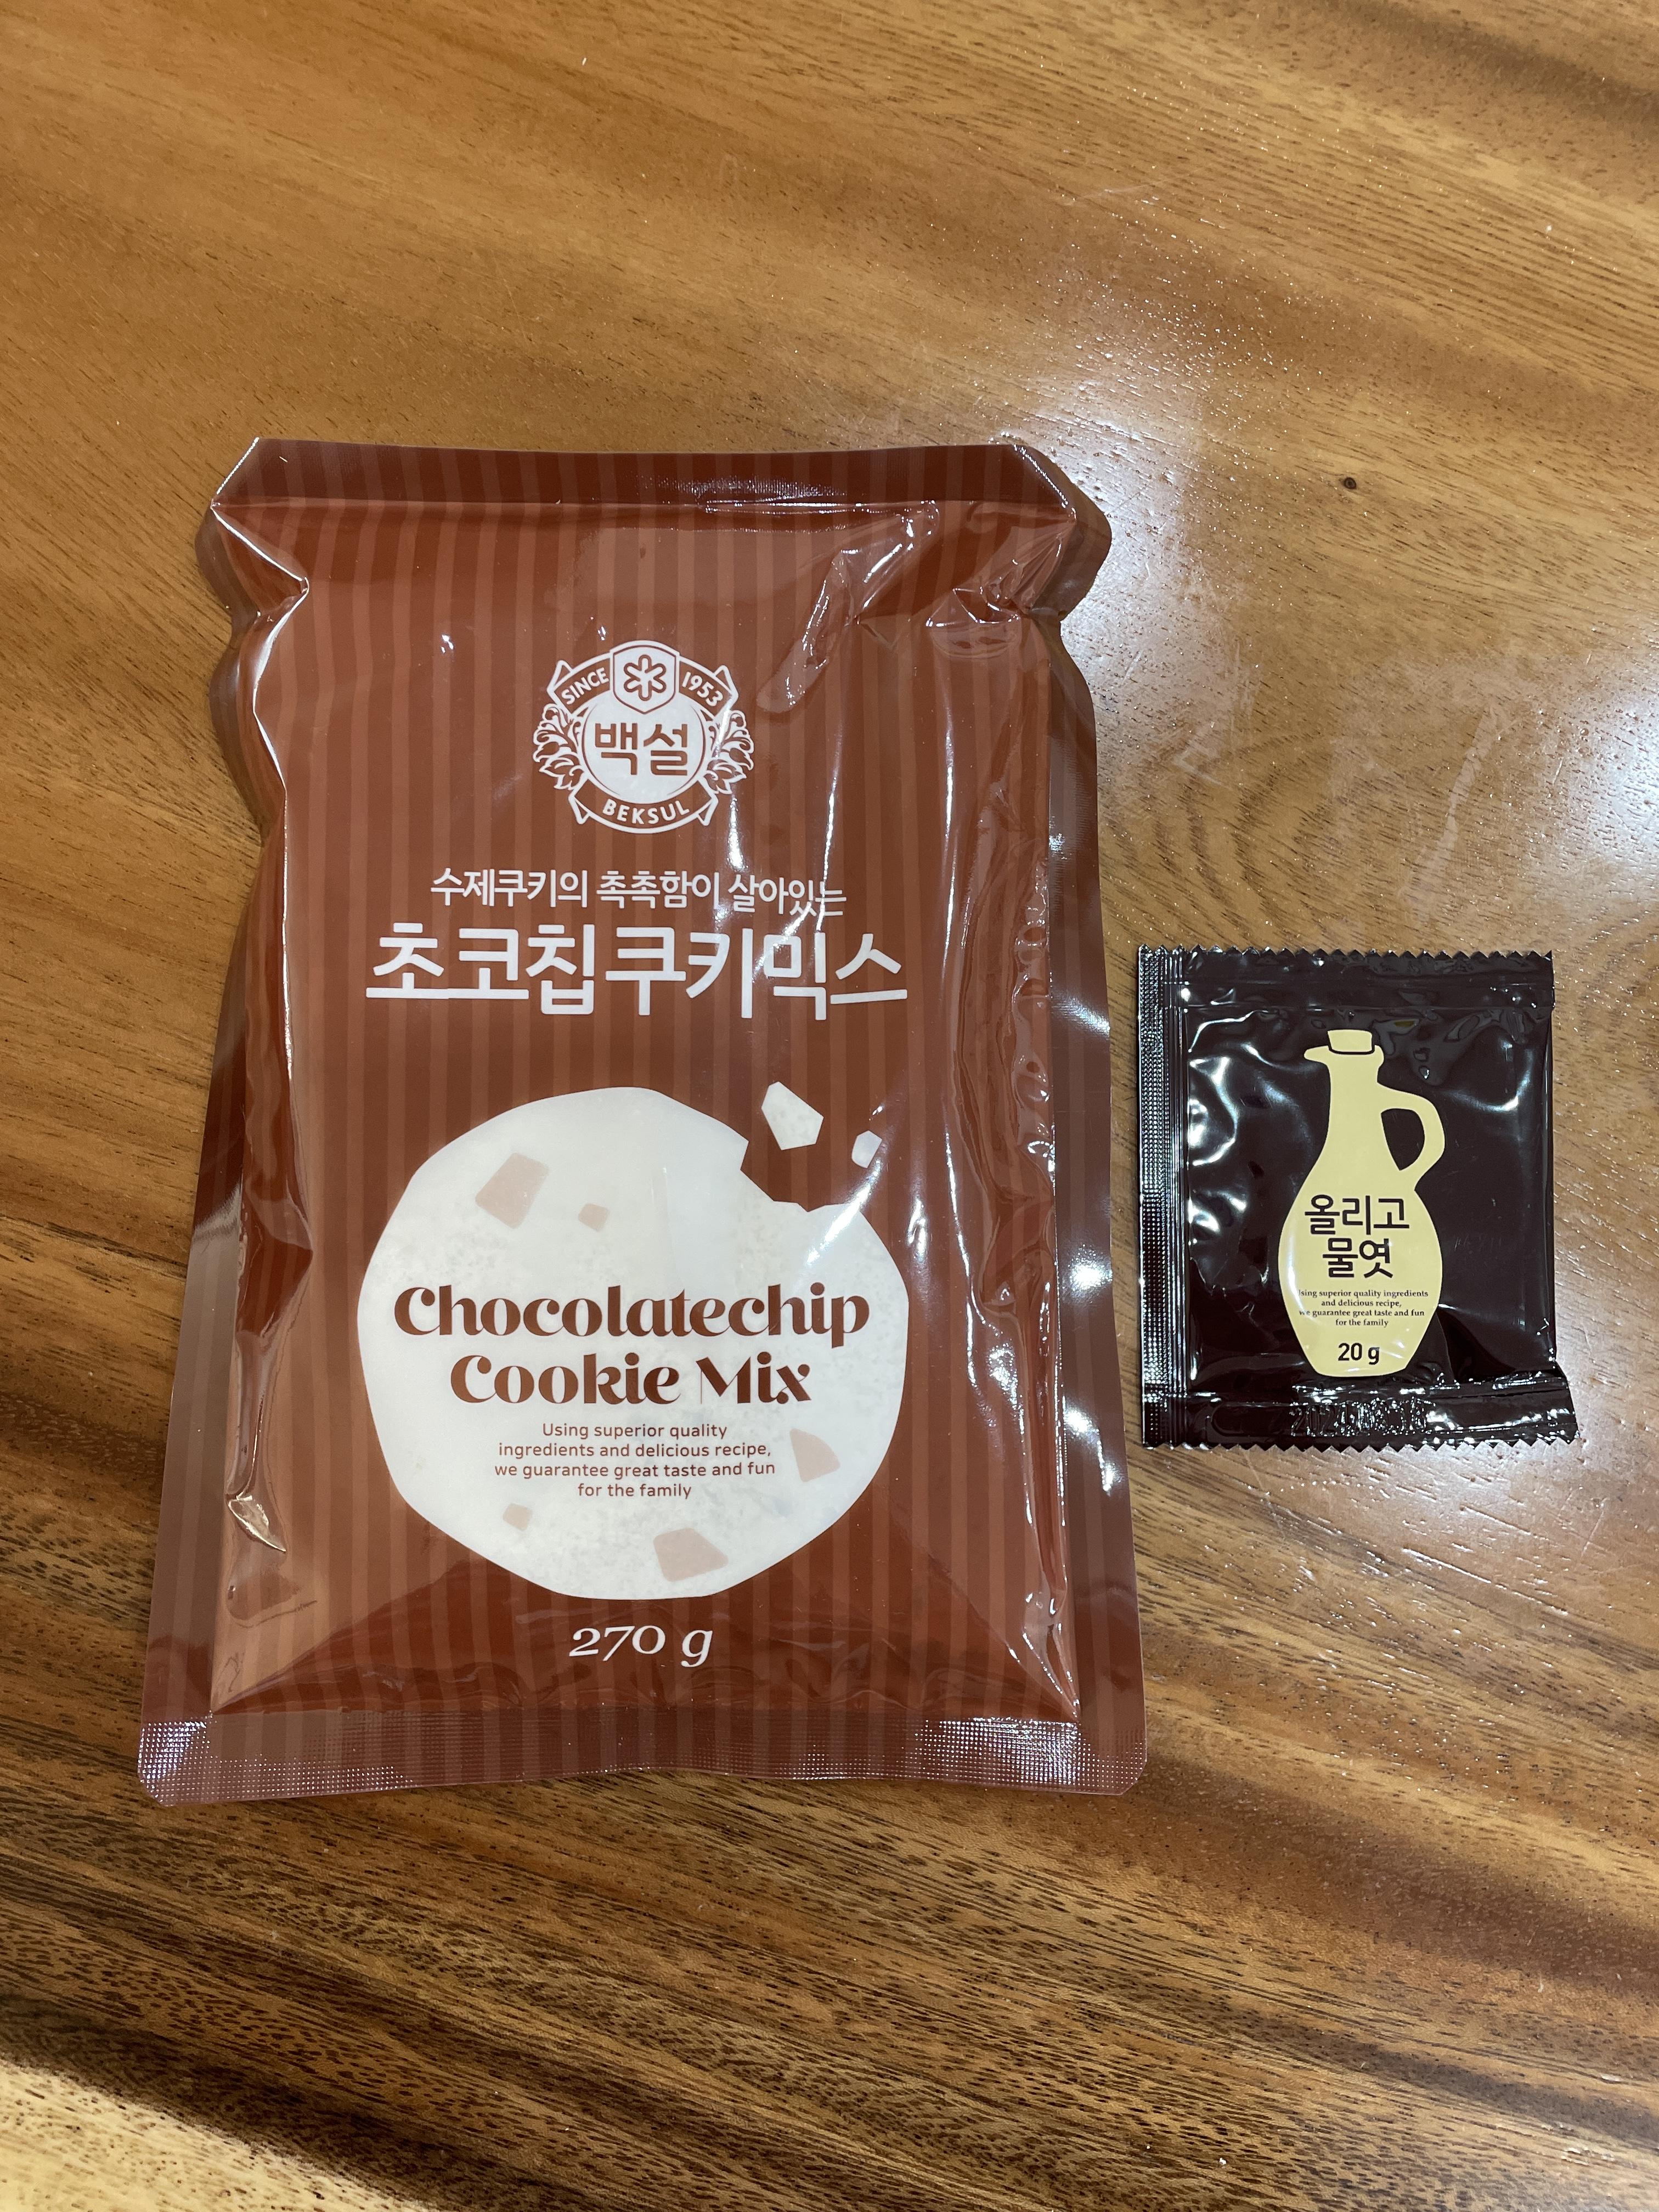 SINCE 1953
백설
BEKSUL
수제쿠키의 촉촉함이 살아있는
초코칩쿠키믹스
Chocolatechip
Cookie Mix
Using superior quality
ingredients and delicious recipe,
we guarantee great taste and fun
for the family
270 g
올리고
물엿
Using superior quality ingredients
and delicious recipe,
we guarantee great taste and fun
for the family
20 g